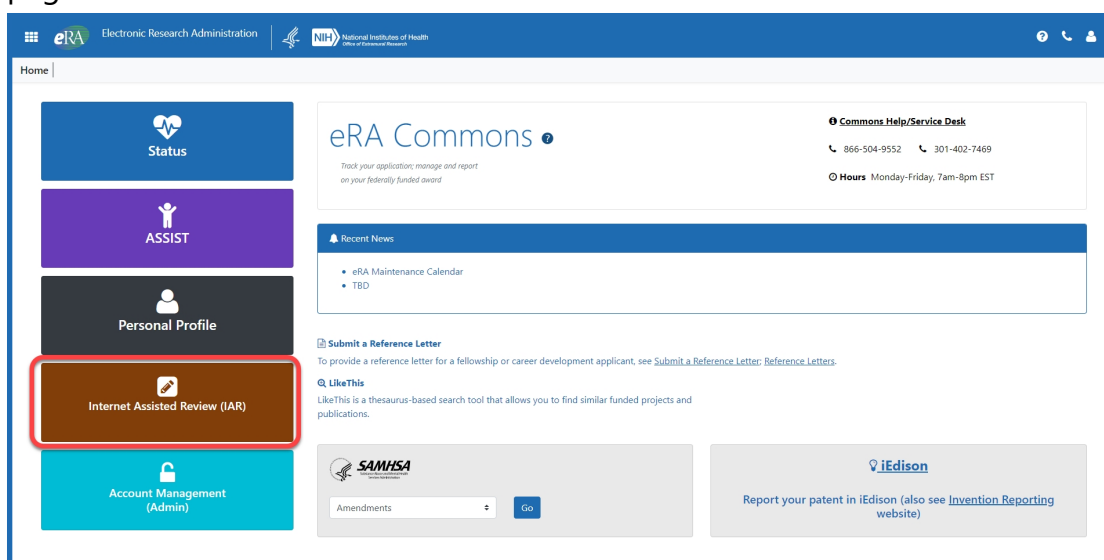 eRA
Electronic Research Administration
NIH
National Institutes of Health
Office of Extramural Research
Home
Status
ASSIST
Personal Profile
Internet Assisted Review (IAR)
Account Management
(Admin)
eRA Commons
Track your application; manage and report
on your federally funded award
Commons Help/Service Desk
866-504-9552 301-402-7469
Hours Monday-Friday, 7am-8pm EST
Recent News
• eRA Maintenance Calendar
• TBD
Submit a Reference Letter
To provide a reference letter for a fellowship or career development applicant, see Submit a Reference Letter; Reference Letters.
LikeThis
LikeThis is a thesaurus-based search tool that allows you to find similar funded projects and
publications.
SAMHSA
Amendments
Go
iEdison
Report your patent in iEdison (also see Invention Reporting
website)